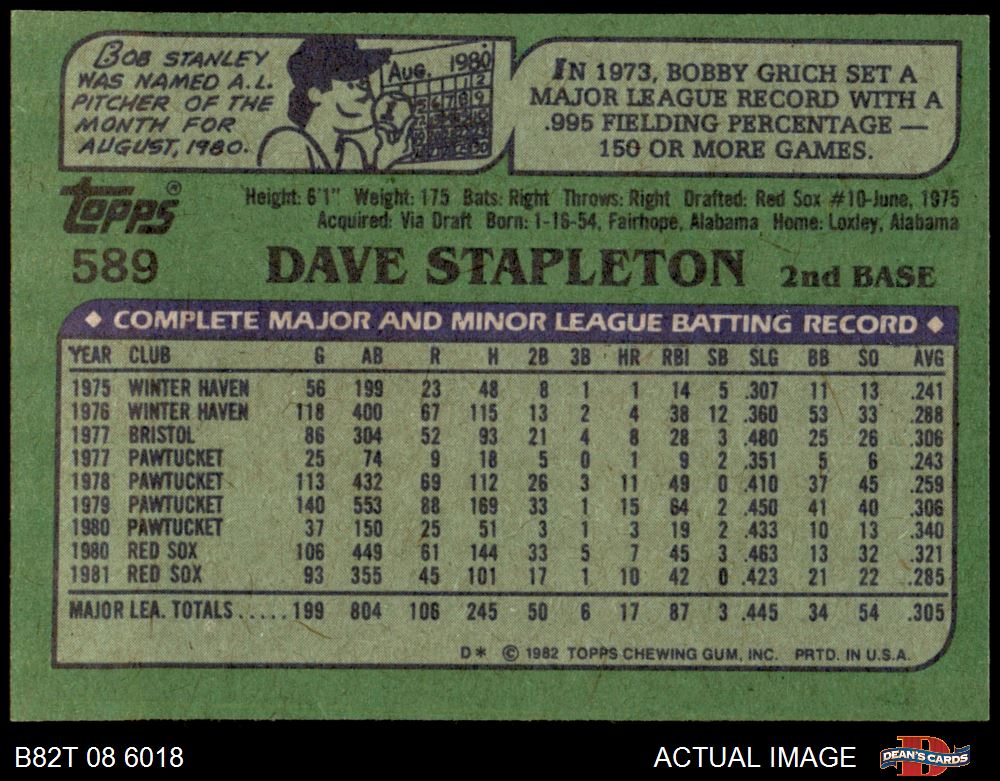 BOB STANLEY
WAS NAMED A.L.
PITCHER OF THE
MONTH FOR
AUGUST, 1980.
AUG. 1980
IN 1973, BOBBY GRICH SET A
MAJOR LEAGUE RECORD WITH A
.995 FIELDING PERCENTAGE —
150 OR MORE GAMES.
Topps®
Height: 6'1" Weight: 175 Bats: Right Throws: Right Drafted: Red Sox #10-June, 1975
Acquired: Via Draft Born: 1-16-54, Fairhope, Alabama Home: Loxley, Alabama
589 DAVE STAPLETON 2nd BASE
◆ COMPLETE MAJOR AND MINOR LEAGUE BATTING RECORD ◆
YEAR CLUB G AB R H 2B 3B HR RBI SB SLG BB SO AVG
1975 WINTER HAVEN 56 199 23 48 8 1 1 14 5 .307 11 13 .241
1976 WINTER HAVEN 118 400 67 115 13 2 4 38 12 .360 53 33 .288
1977 BRISTOL 86 304 52 93 21 4 8 28 3 .480 25 26 .306
1977 PAWTUCKET 25 74 9 18 5 0 1 9 2 .351 5 6 .243
1978 PAWTUCKET 113 432 69 112 26 3 11 49 0 .410 37 45 .259
1979 PAWTUCKET 140 553 88 169 33 1 15 64 2 .450 41 40 .306
1980 PAWTUCKET 37 150 25 51 3 1 3 19 2 .433 10 13 .340
1980 RED SOX 106 449 61 144 33 5 7 45 3 .463 13 32 .321
1981 RED SOX 93 355 45 101 17 1 10 42 0 .423 21 22 .285
MAJOR LEA. TOTALS.....199 804 106 245 50 6 17 87 3 .445 34 54 .305
D* © 1982 TOPPS CHEWING GUM, INC. PRTD. IN U.S.A.
B82T 08 6018 ACTUAL IMAGE DEAN'S CARDS